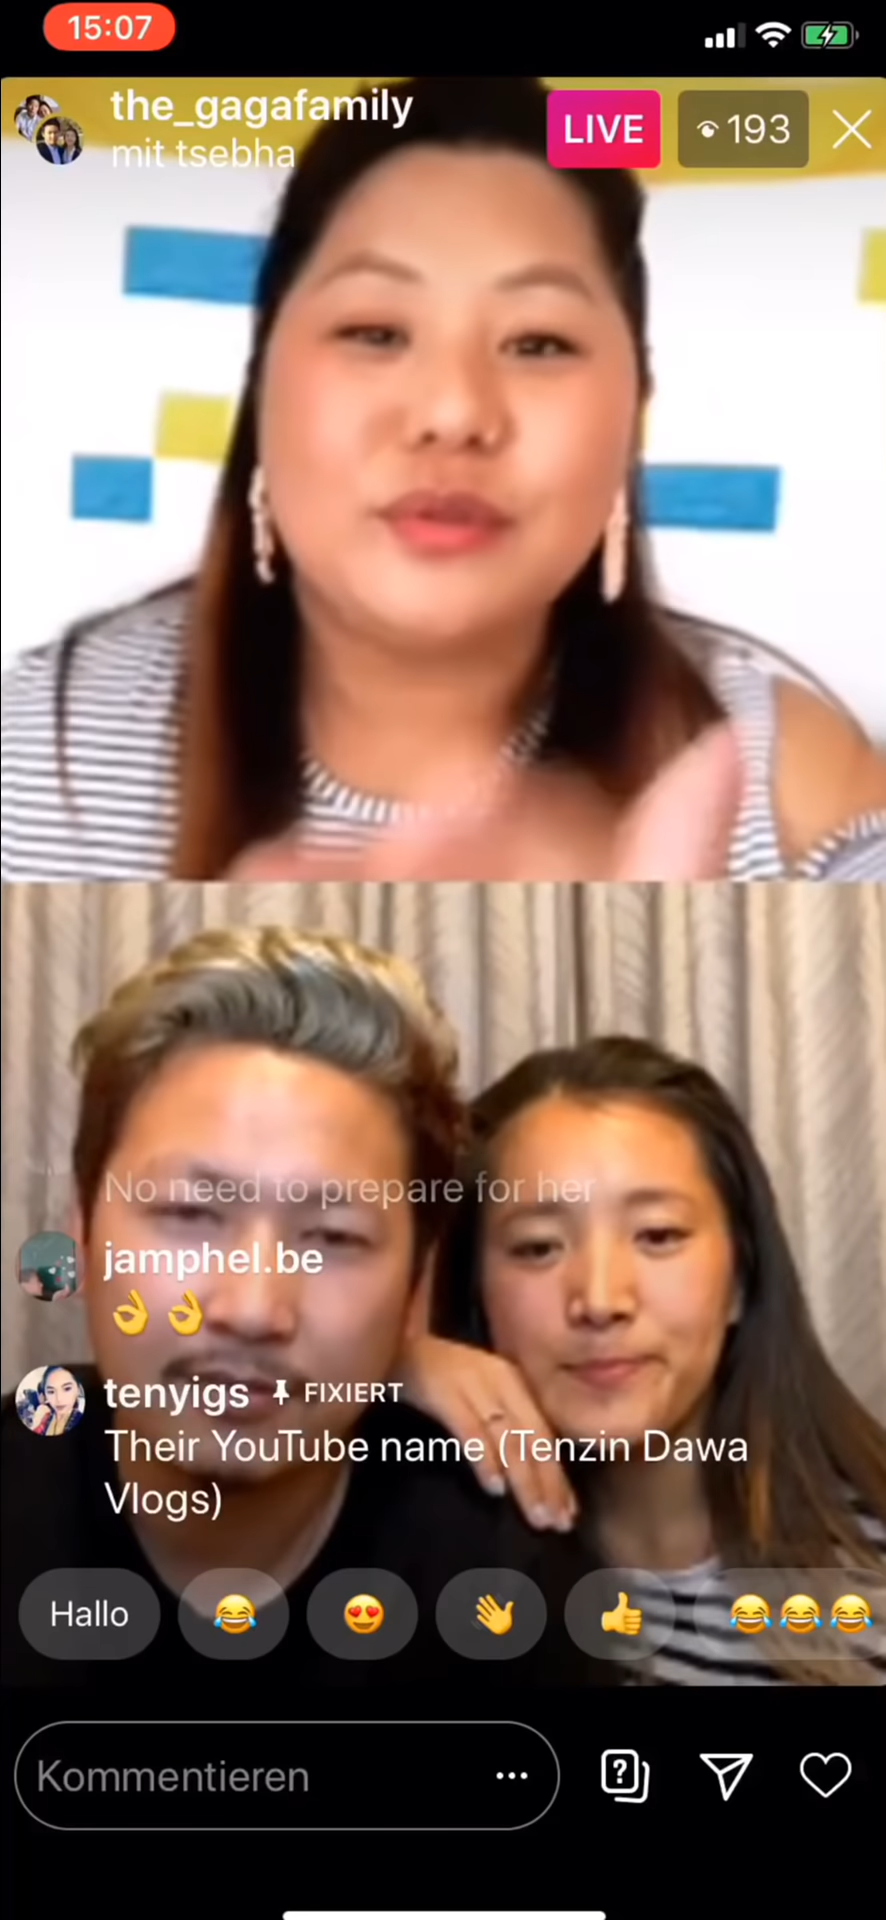 15:07
the_gagafamily
mit tsebha
LIVE
193
No need to prepare for her
jamphel.be
👌👌
tenyigs FIXIERT
Their YouTube name (Tenzin Dawa
Vlogs)
Hallo 😂 😍 👋 👍 😂😂😂
Kommentieren